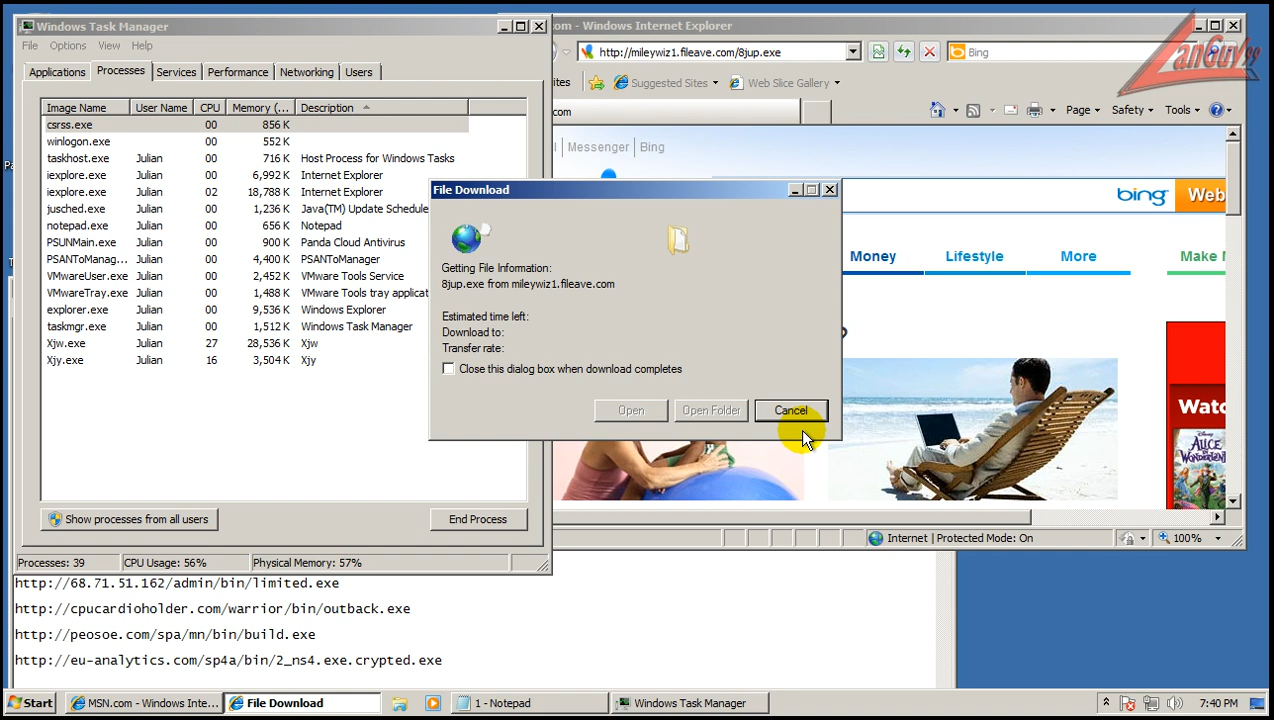 Windows Task Manager
File Options View Help
Applications Processes Services Performance Networking Users
Image Name User Name CPU Memory (... Description
csrss.exe 00 856 K
winlogon.exe 00 552 K
taskhost.exe Julian 00 716 K Host Process for Windows Tasks
iexplore.exe Julian 00 6,992 K Internet Explorer
iexplore.exe Julian 02 18,788 K Internet Explorer
jusched.exe Julian 00 1,236 K Java(TM) Update Schedule
notepad.exe Julian 00 656 K Notepad
PSUNMain.exe Julian 00 900 K Panda Cloud Antivirus
PSANToManag... Julian 00 4,400 K PSANToManager
VMwareUser.exe Julian 00 2,452 K VMware Tools Service
VMwareTray.exe Julian 00 1,488 K VMware Tools tray applicat
explorer.exe Julian 00 9,536 K Windows Explorer
taskmgr.exe Julian 00 1,512 K Windows Task Manager
Xjw.exe Julian 27 28,536 K Xjw
Xjy.exe Julian 16 3,504 K Xjy
Show processes from all users End Process
Processes: 39 CPU Usage: 56% Physical Memory: 57%
com - Windows Internet Explorer
http://mileywiz1.fileave.com/8jup.exe Bing
Suggested Sites Web Slice Gallery
Page Safety Tools
com
Messenger Bing
bing Web
Money Lifestyle More Make
Watc
DISNEY
ALICE IN WONDERLAND
Internet | Protected Mode: On 100%
File Download
Getting File Information:
8jup.exe from mileywiz1.fileave.com
Estimated time left:
Download to:
Transfer rate:
Close this dialog box when download completes
Open Open Folder Cancel
http://68.71.51.162/admin/bin/limited.exe
http://cpucardioholder.com/warrior/bin/outback.exe
http://peosoe.com/spa/mn/bin/build.exe
http://eu-analytics.com/sp4a/bin/2_ns4.exe.crypted.exe
Start MSN.com - Windows Inte... File Download 1 - Notepad Windows Task Manager 7:40 PM